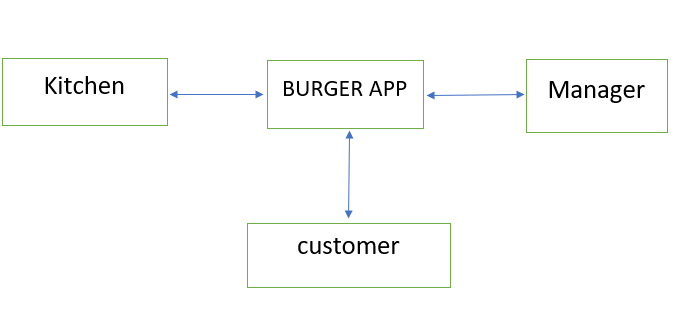 Kitchen
BURGER APP
Manager
customer